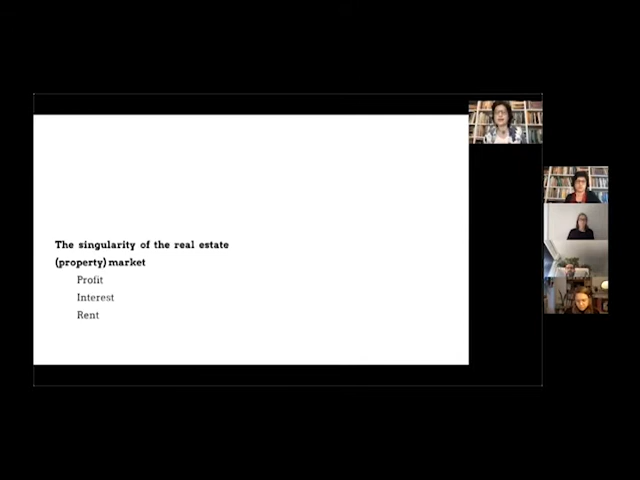 The singularity of the real estate
(property) market
Profit
Interest
Rent